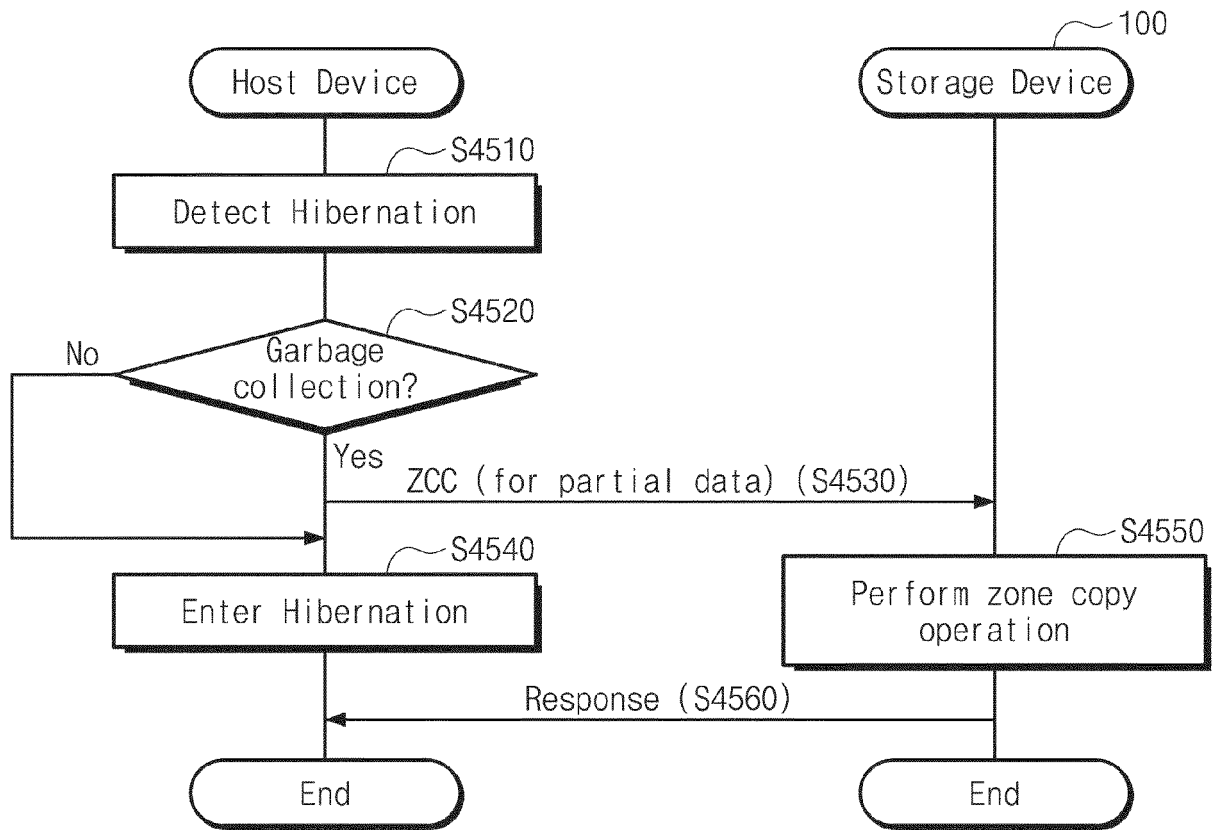 100
Host Device
Storage Device
S4510
Detect Hibernation
S4520
No
Garbage
collection?
Yes
ZCC (for partial data) (S4530)
S4540
Enter Hibernation
S4550
Perform zone copy
operation
Response (S4560)
End
End